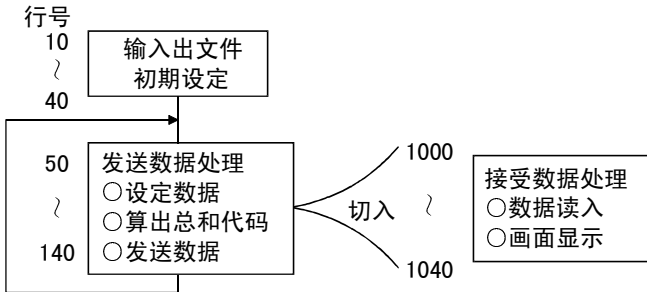 行号
10
~
40
输入出文件
初期设定
50
~
140
发送数据处理
○设定数据
○算出总和代码
○发送数据
切入
1000
~
1040
接受数据处理
○数据读入
○画面显示